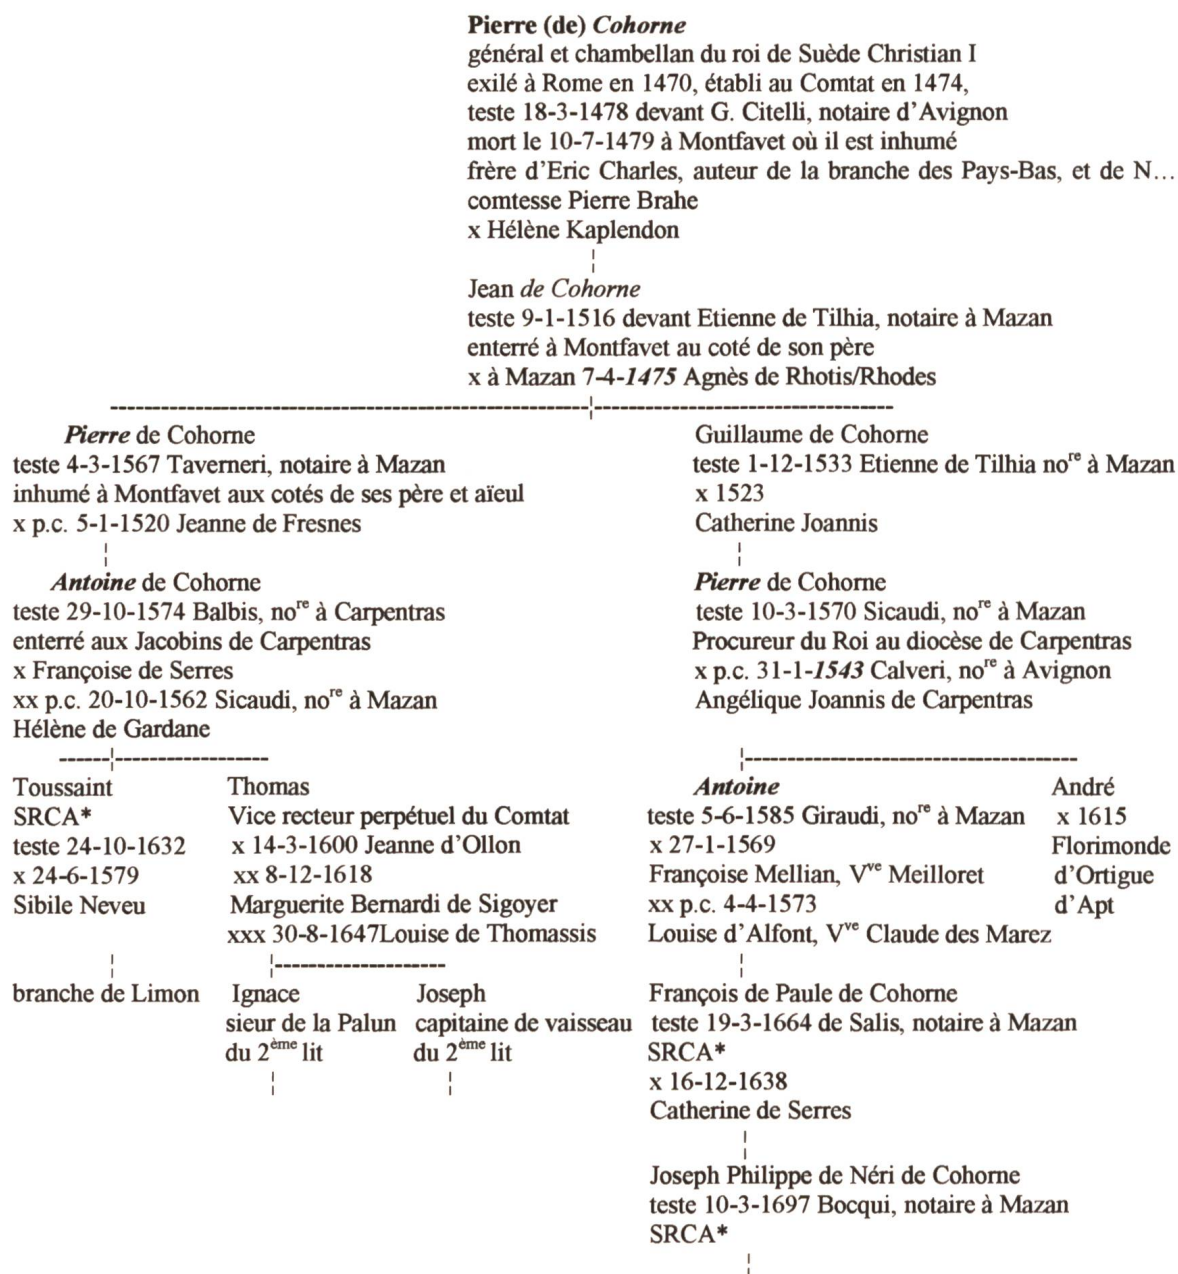 Pierre (de) Cohorne
général et chambellan du roi de Suède Christian I
exilé à Rome en 1470, établi au Comtat en 1474,
teste 18-3-1478 devant G. Citelli, notaire d'Avignon
mort le 10-7-1479 à Montfavet où il est inhumé
frère d'Eric Charles, auteur de la branche des Pays-Bas, et de N…
comtesse Pierre Brahe
x Hélène Kaplendon
Jean de Cohorne
teste 9-1-1516 devant Etienne de Tilhia, notaire à Mazan
enterré à Montfavet au coté de son père
x à Mazan 7-4-1475 Agnès de Rhotis/Rhodes
Pierre de Cohorne
teste 4-3-1567 Taverneri, notaire à Mazan
inhumé à Montfavet aux cotés de ses père et aïeul
x p.c. 5-1-1520 Jeanne de Fresnes
Guillaume de Cohorne
teste 1-12-1533 Etienne de Tilhia noʳᵉ à Mazan
x 1523
Catherine Joannis
Antoine de Cohorne
teste 29-10-1574 Balbis, noʳᵉ à Carpentras
enterré aux Jacobins de Carpentras
x Françoise de Serres
xx p.c. 20-10-1562 Sicaudi, noʳᵉ à Mazan
Hélène de Gardane
Pierre de Cohorne
teste 10-3-1570 Sicaudi, noʳᵉ à Mazan
Procureur du Roi au diocèse de Carpentras
x p.c. 31-1-1543 Calveri, noʳᵉ à Avignon
Angélique Joannis de Carpentras
Toussaint
SRCA*
teste 24-10-1632
x 24-6-1579
Sibile Neveu
Thomas
Vice recteur perpétuel du Comtat
x 14-3-1600 Jeanne d'Ollon
xx 8-12-1618
Marguerite Bernardi de Sigoyer
xxx 30-8-1647Louise de Thomassis
Antoine
teste 5-6-1585 Giraudi, noʳᵉ à Mazan
x 27-1-1569
Françoise Mellian, Vᵛᵉ Meilloret
xx p.c. 4-4-1573
Louise d'Alfont, Vᵛᵉ Claude des Marez
André
x 1615
Florimonde
d'Ortigue
d'Apt
branche de Limon
Ignace
sieur de la Palun
du 2ᵉᵐᵉ lit
Joseph
capitaine de vaisseau
du 2ᵉᵐᵉ lit
François de Paule de Cohorne
teste 19-3-1664 de Salis, notaire à Mazan
SRCA*
x 16-12-1638
Catherine de Serres
Joseph Philippe de Néri de Cohorne
teste 10-3-1697 Bocqui, notaire à Mazan
SRCA*